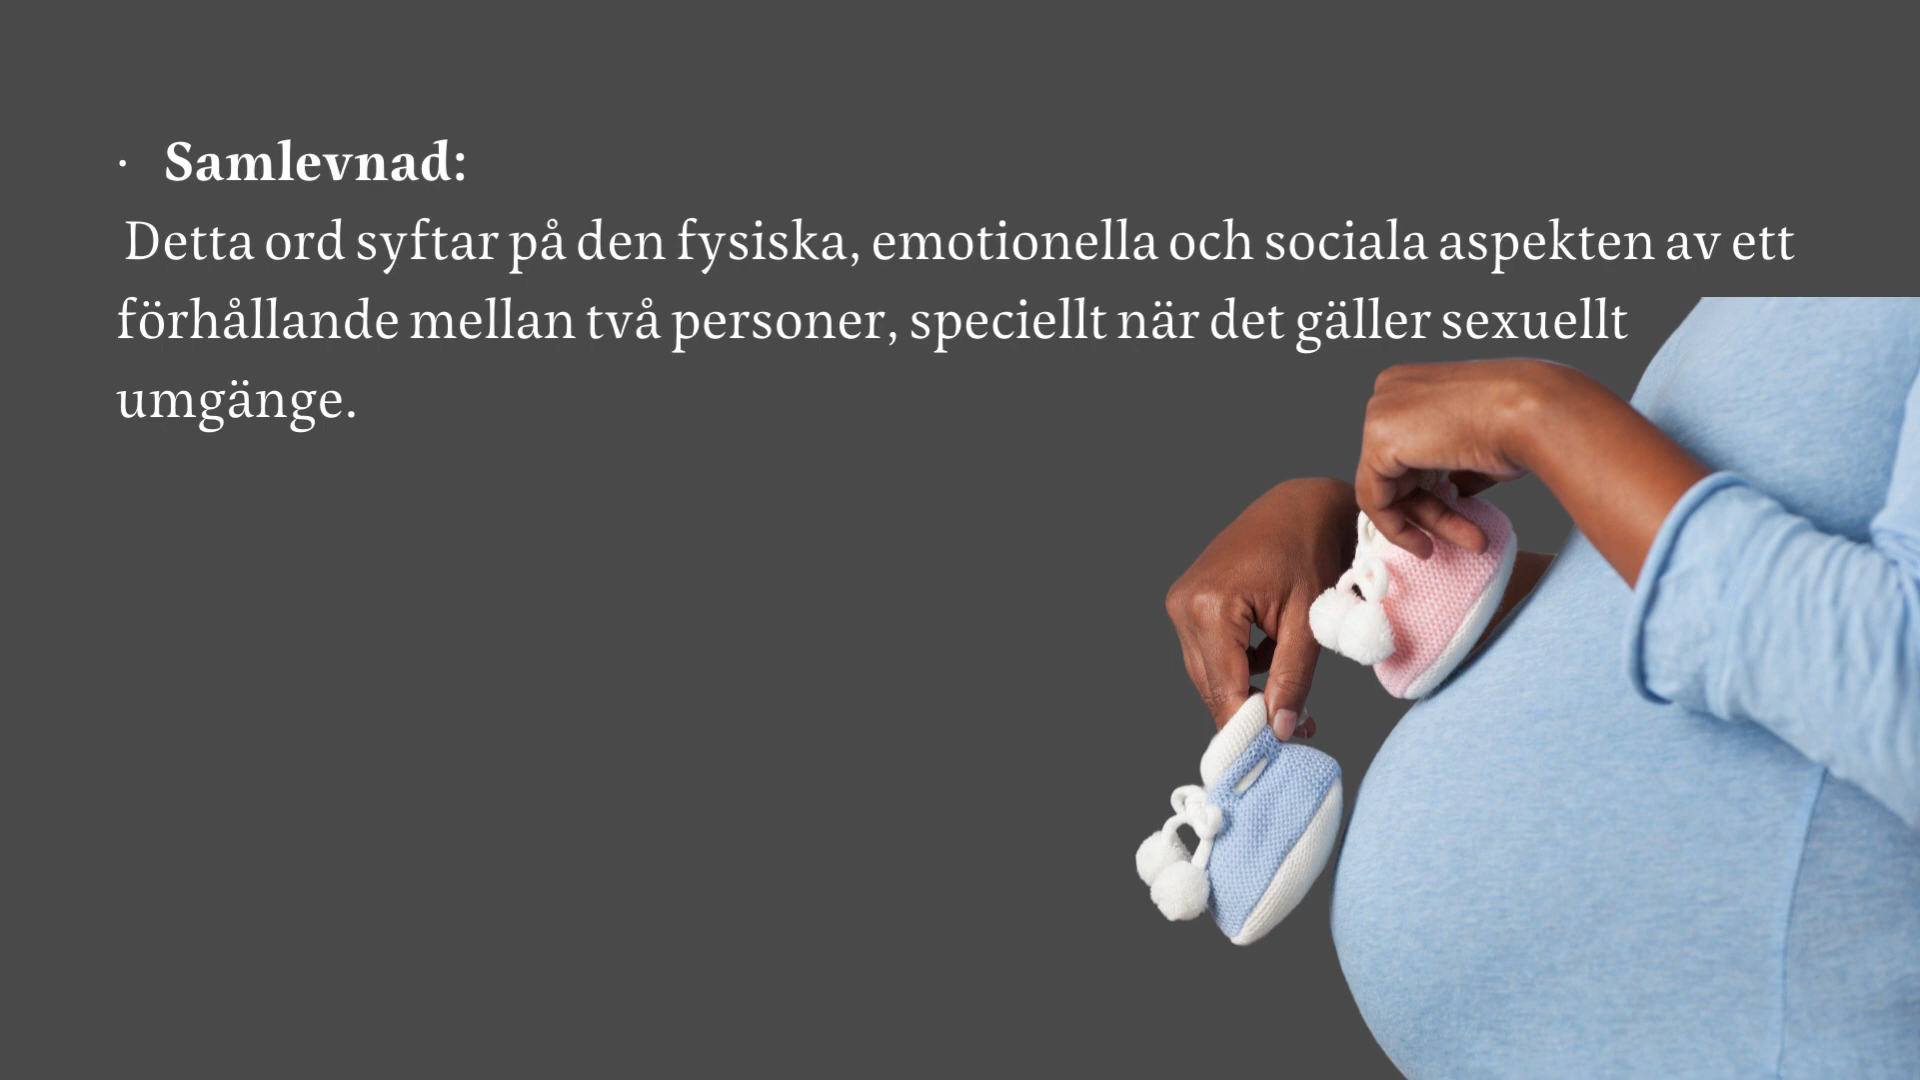 · Samlevnad:
Detta ord syftar på den fysiska, emotionella och sociala aspekten av ett
förhållande mellan två personer, speciellt när det gäller sexuellt
umgänge.